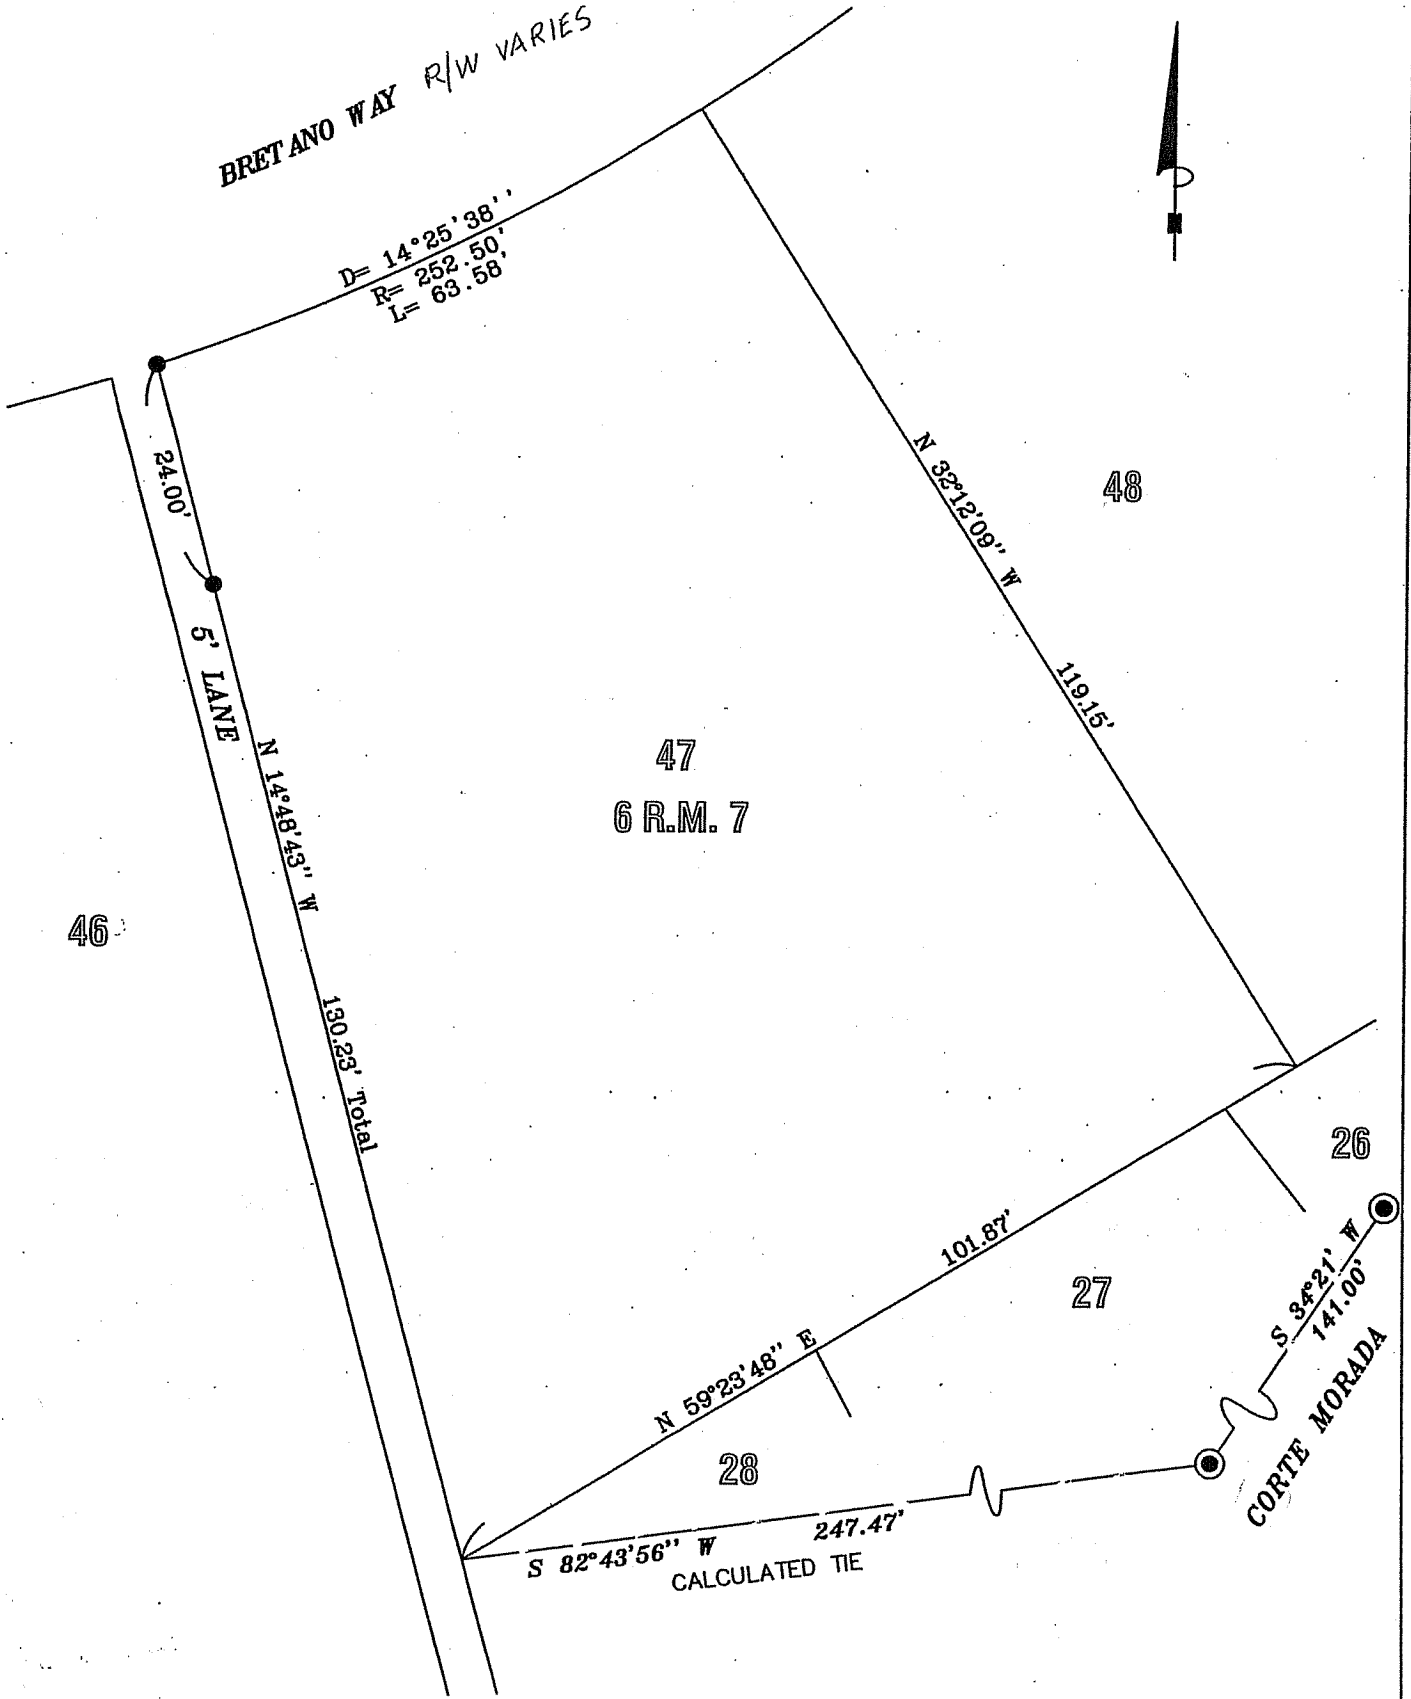 BRETANO WAY R/W VARIES
D= 14°25'38''
R= 252.50'
L= 63.58'
24.00'
5' LANE
N 14°48'43'' W
130.23' Total
N 32°12'09'' W
119.15'
48
47
6 R.M. 7
46
26
101.87'
27
N 59°23'48'' E
28
S 34°21' W
141.00'
CORTE MORADA
S 82°43'56'' W
247.47'
CALCULATED TIE